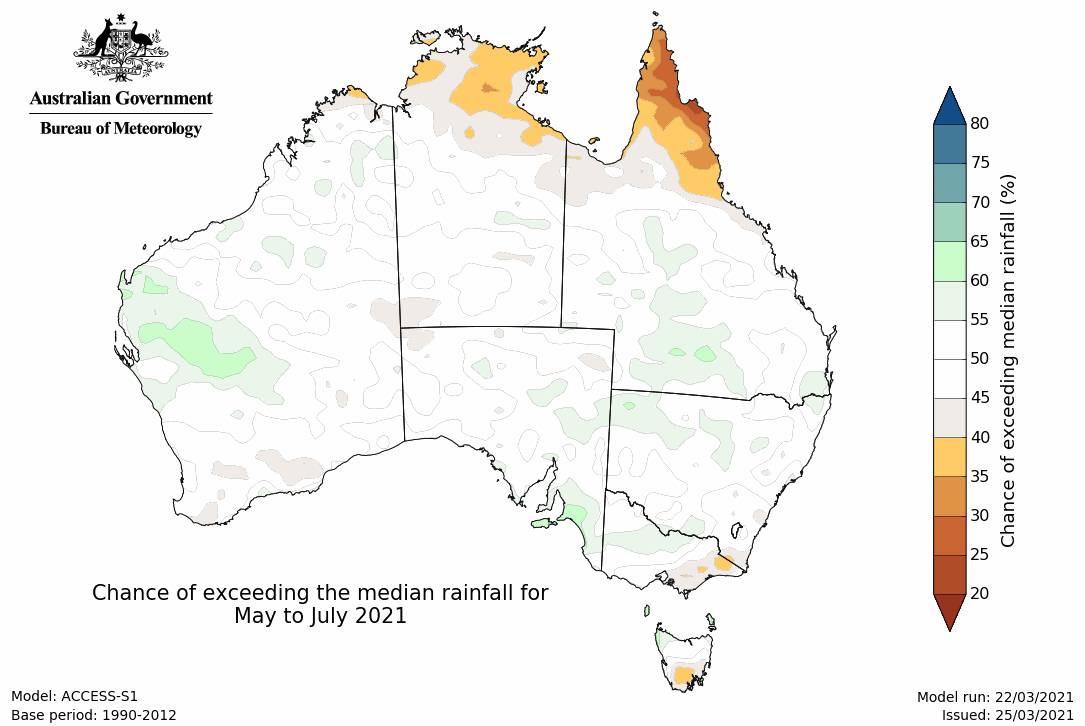 Australian Government
Bureau of Meteorology
80
75
70
65
60
55
50
45
40
35
30
25
20
Chance of exceeding median rainfall (%)
Chance of exceeding the median rainfall for
May to July 2021
Model: ACCESS-S1
Base period: 1990-2012
Model run: 22/03/2021
Issued: 25/03/2021